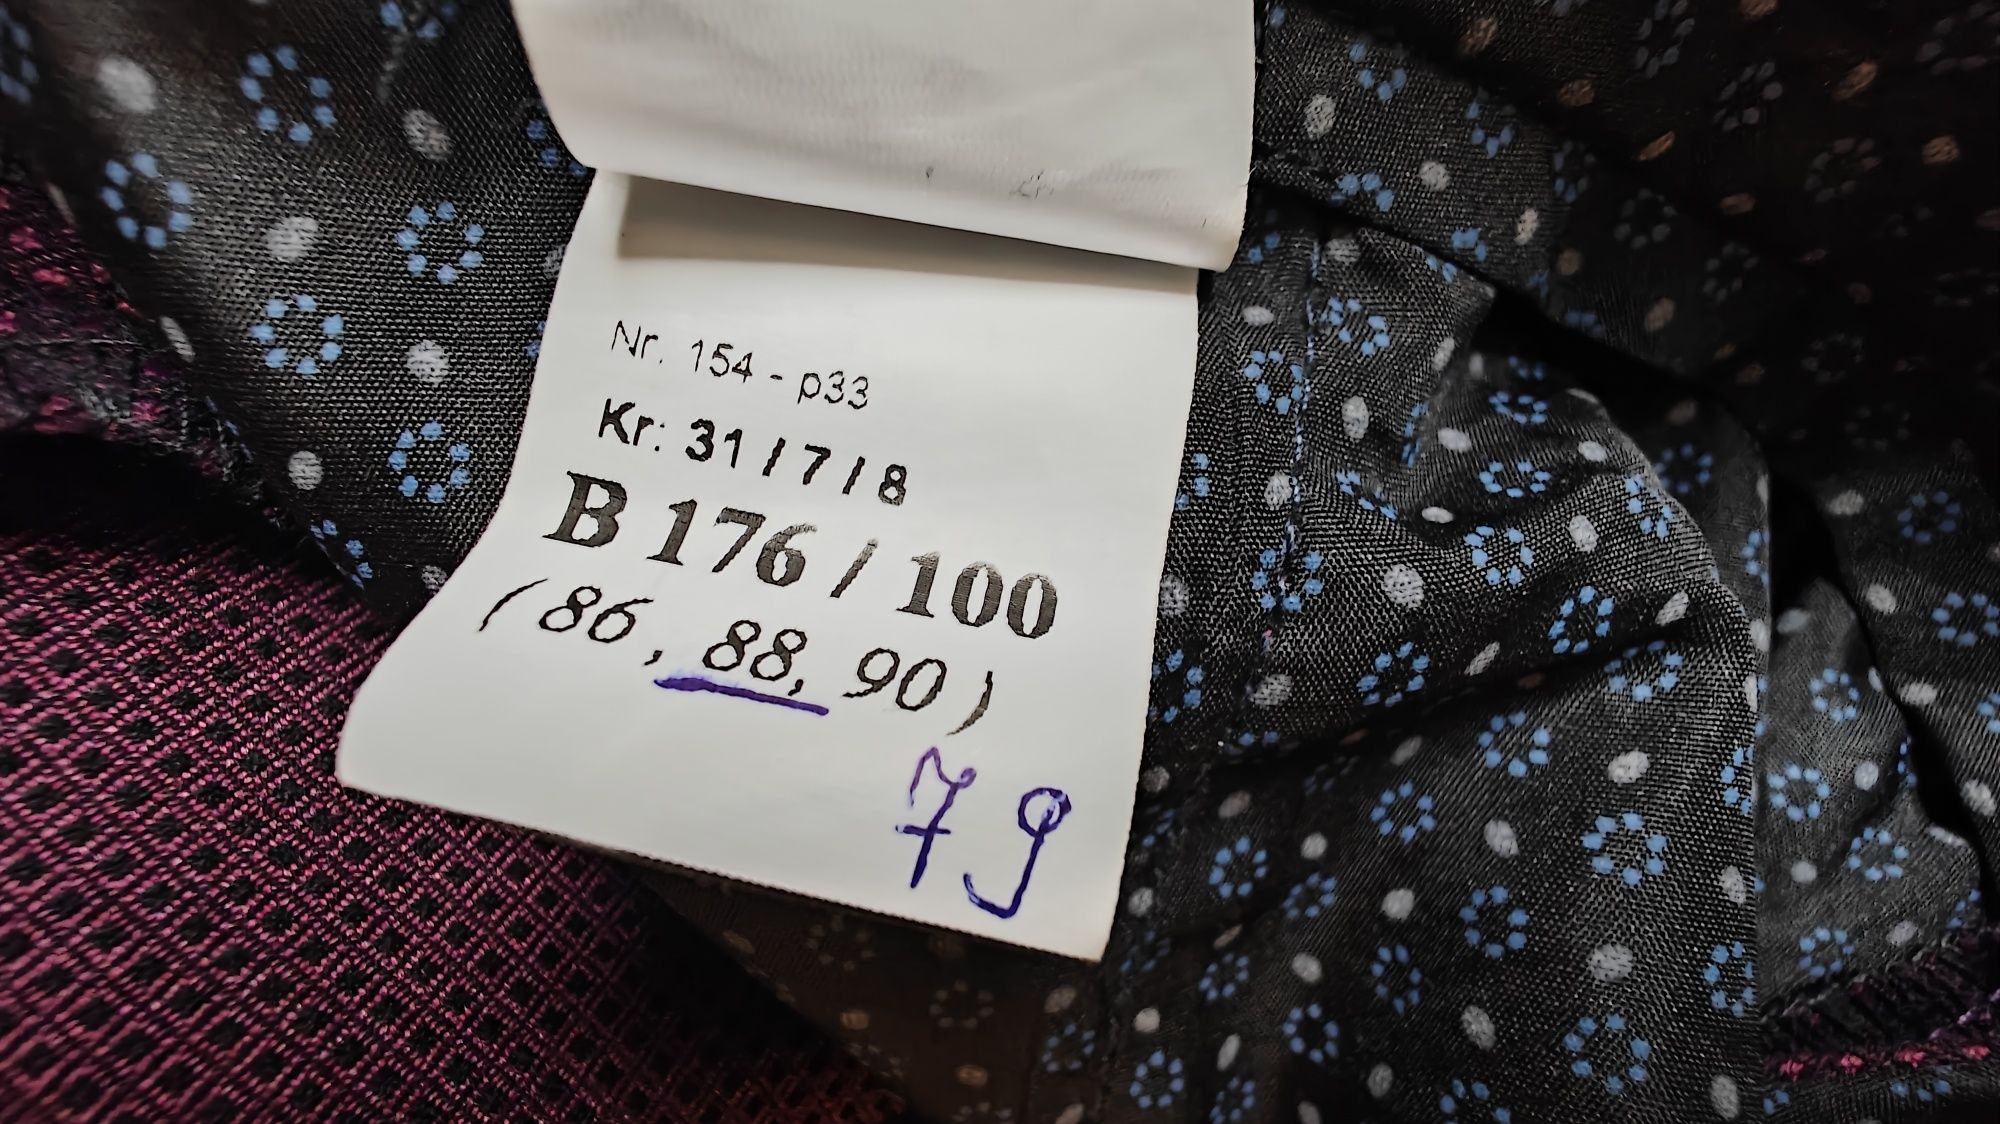 Nr. 154 - p33
Kr: 31 / 7 / 8
B 176 / 100
( 86, 88, 90 )
79